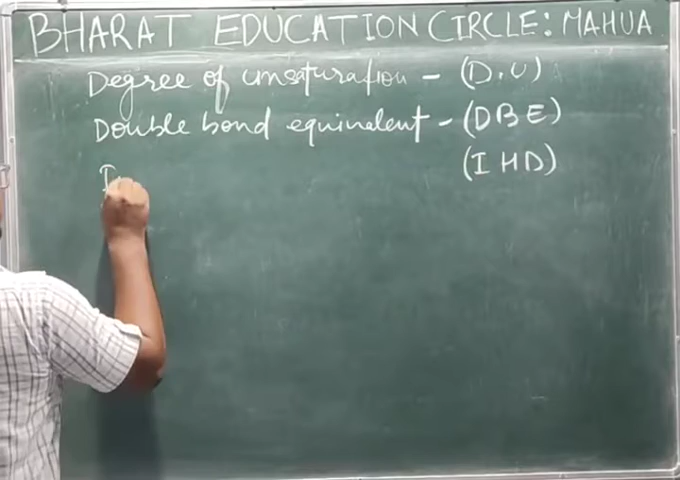 BHARAT EDUCATION CIRCLE: MAHUA
Degree of unsaturation - (D.U)
Double bond equivalent - (DBE)
(IHD)